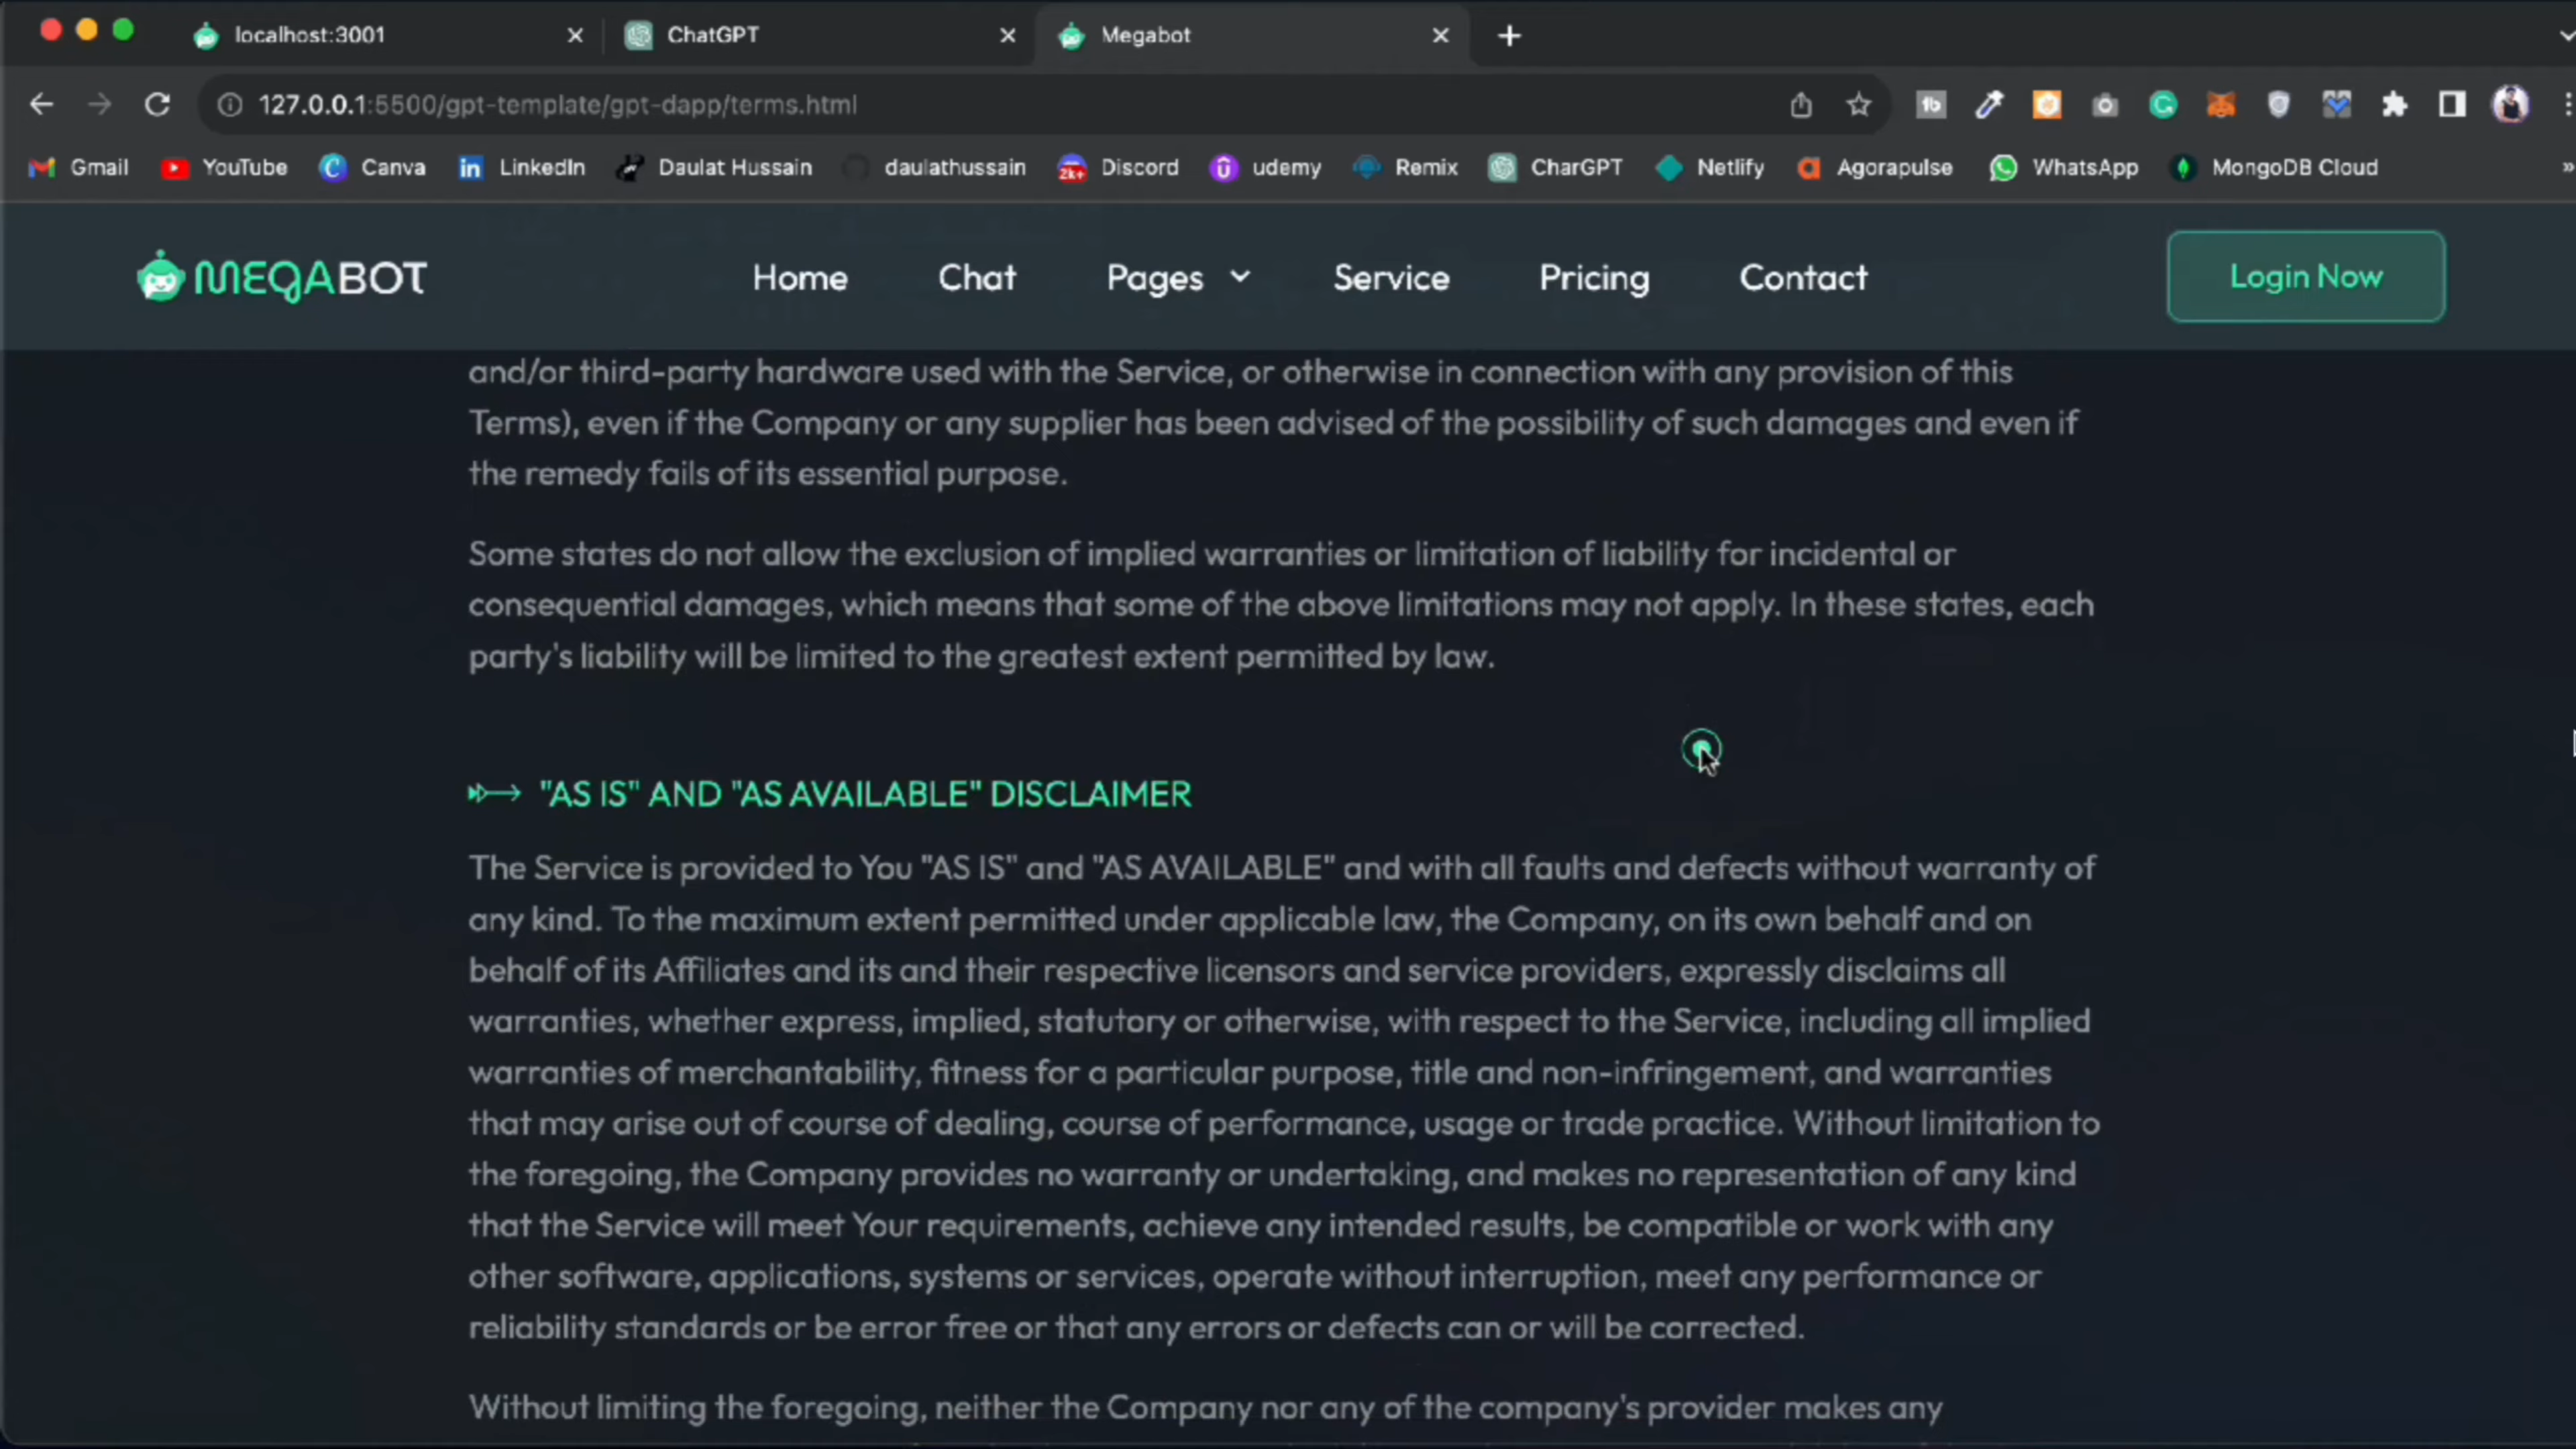 localhost:3001
ChatGPT
Megabot
127.0.0.1:5500/gpt-template/gpt-dapp/terms.html
Gmail YouTube Canva LinkedIn Daulat Hussain daulathussain Discord udemy Remix CharGPT Netlify Agorapulse WhatsApp MongoDB Cloud
MEGABOT Home Chat Pages Service Pricing Contact Login Now
and/or third-party hardware used with the Service, or otherwise in connection with any provision of this
Terms), even if the Company or any supplier has been advised of the possibility of such damages and even if
the remedy fails of its essential purpose.
Some states do not allow the exclusion of implied warranties or limitation of liability for incidental or
consequential damages, which means that some of the above limitations may not apply. In these states, each
party's liability will be limited to the greatest extent permitted by law.
"AS IS" AND "AS AVAILABLE" DISCLAIMER
The Service is provided to You "AS IS" and "AS AVAILABLE" and with all faults and defects without warranty of
any kind. To the maximum extent permitted under applicable law, the Company, on its own behalf and on
behalf of its Affiliates and its and their respective licensors and service providers, expressly disclaims all
warranties, whether express, implied, statutory or otherwise, with respect to the Service, including all implied
warranties of merchantability, fitness for a particular purpose, title and non-infringement, and warranties
that may arise out of course of dealing, course of performance, usage or trade practice. Without limitation to
the foregoing, the Company provides no warranty or undertaking, and makes no representation of any kind
that the Service will meet Your requirements, achieve any intended results, be compatible or work with any
other software, applications, systems or services, operate without interruption, meet any performance or
reliability standards or be error free or that any errors or defects can or will be corrected.
Without limiting the foregoing, neither the Company nor any of the company's provider makes any